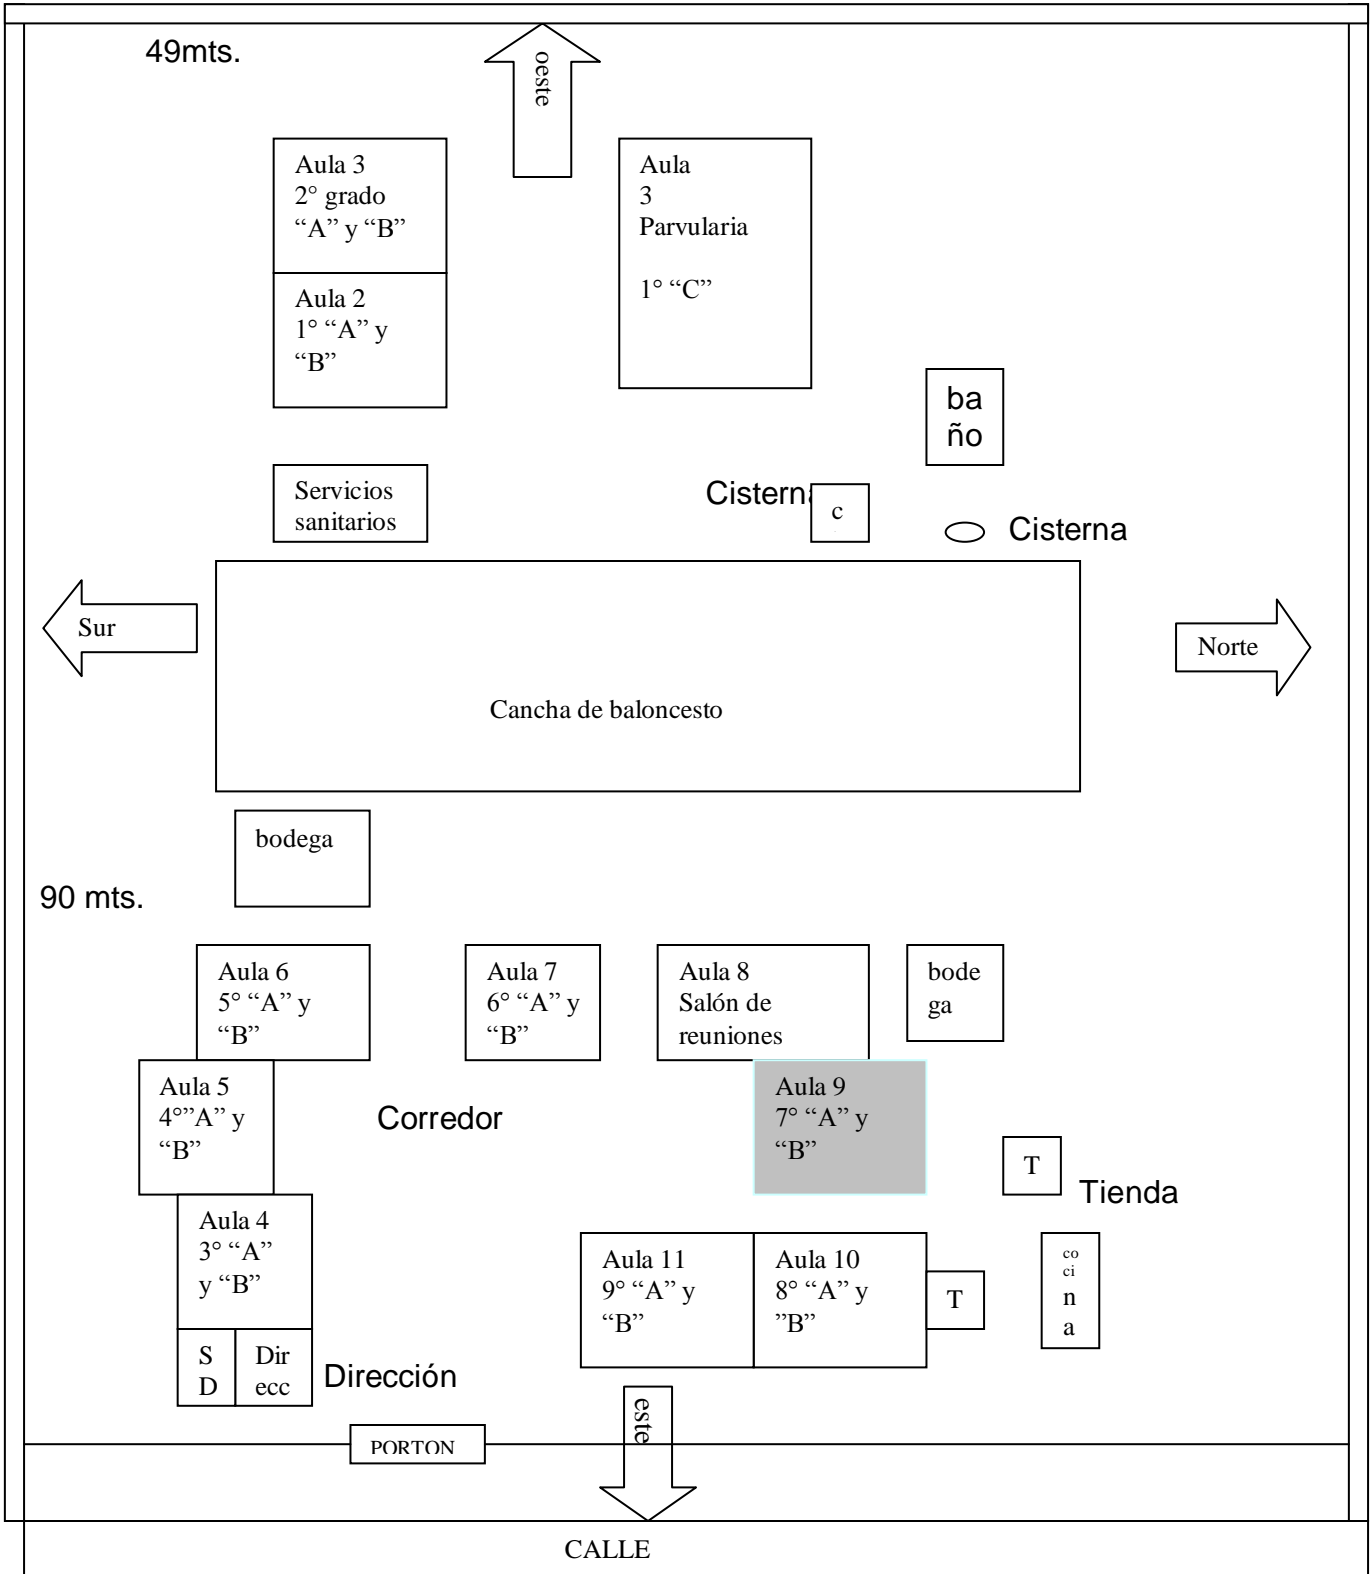 49mts.
oeste
Aula 3
2° grado
“A” y “B”
Aula
3
Parvularia
1° “C”
Aula 2
1° “A” y
“B”
ba
ño
Servicios
sanitarios
Cisterna
c
Cisterna
Sur
Norte
Cancha de baloncesto
bodega
90 mts.
Aula 6
5° “A” y
“B”
Aula 7
6° “A” y
“B”
Aula 8
Salón de
reuniones
bode
ga
Aula 5
4°”A” y
“B”
Corredor
Aula 9
7° “A” y
“B”
T
Tienda
Aula 4
3° “A”
y “B”
Aula 11
9° “A” y
“B”
Aula 10
8° “A” y
”B”
T
co
ci
n
a
S
D
Dir
ecc
Dirección
este
PORTON
CALLE